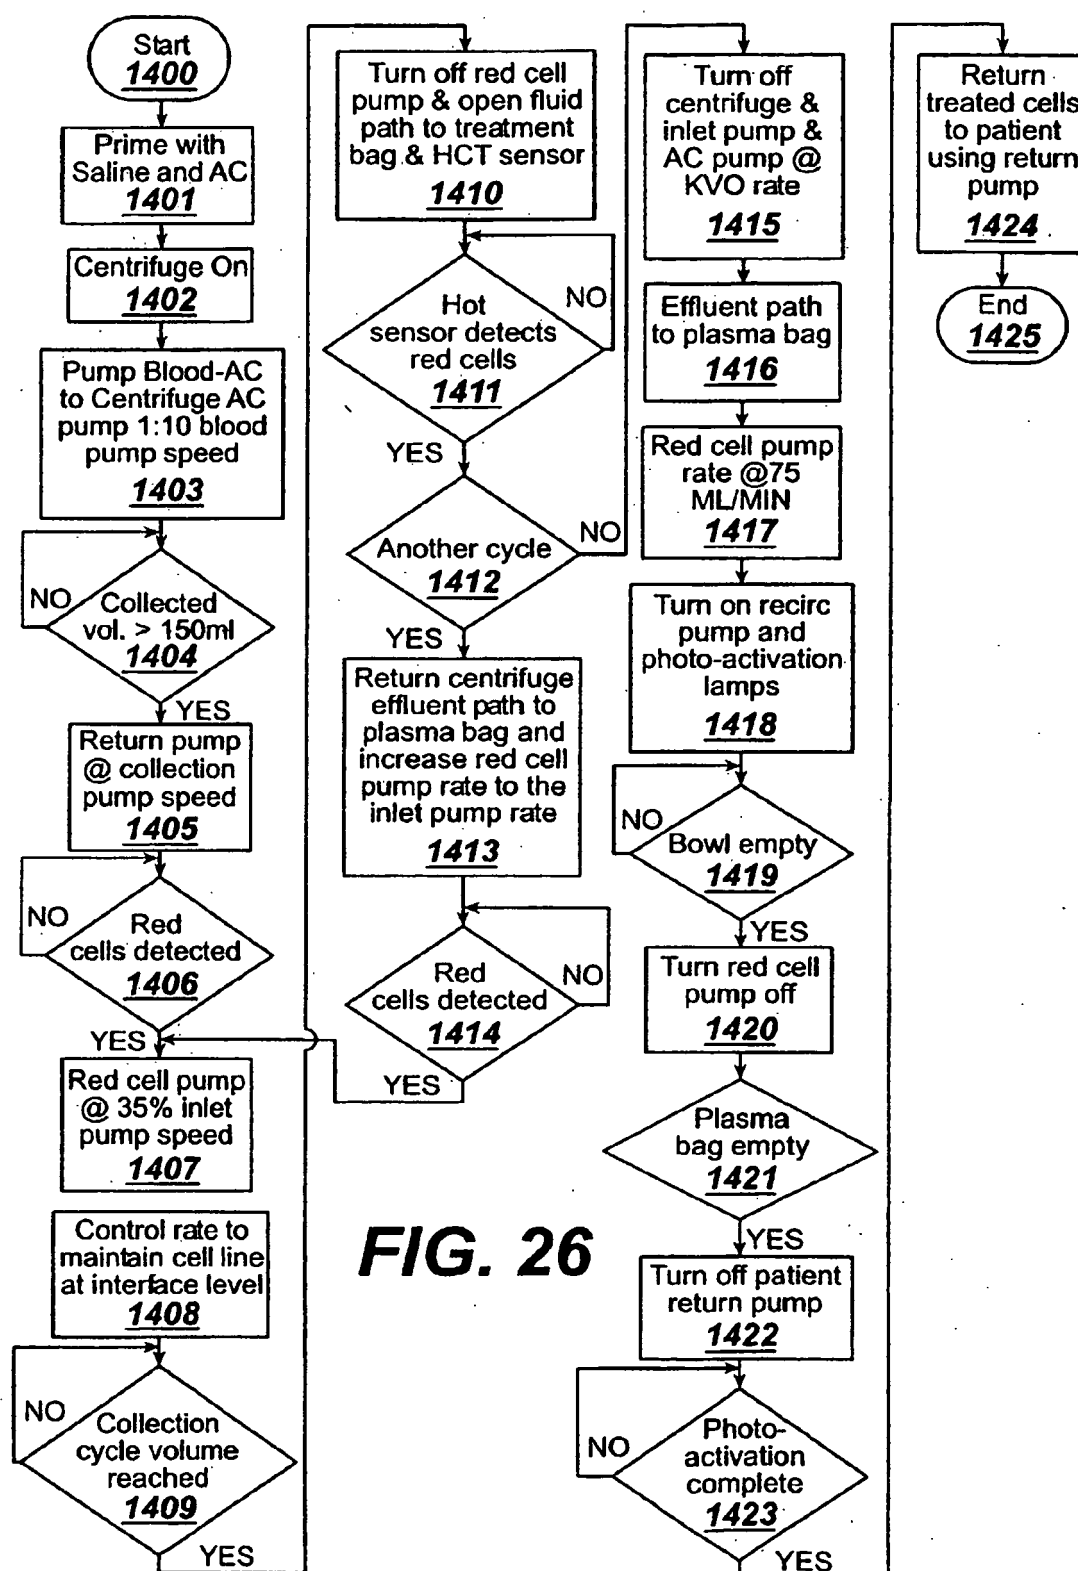 Start
1400
Prime with
Saline and AC
1401
Centrifuge On
1402
Pump Blood-AC
to Centrifuge AC
pump 1:10 blood
pump speed
1403
NO
Collected
vol. > 150ml
1404
YES
Return pump
@ collection
pump speed
1405
NO
Red
cells detected
1406
YES
Red cell pump
@ 35% inlet
pump speed
1407
Control rate to
maintain cell line
at interface level
1408
NO
Collection
cycle volume
reached
1409
YES
Turn off red cell
pump & open fluid
path to treatment
bag & HCT sensor
1410
NO
Hot
sensor detects
red cells
1411
YES
NO
Another cycle
1412
YES
Return centrifuge
effluent path to
plasma bag and
increase red cell
pump rate to the
inlet pump rate
1413
Red
cells detected
NO
1414
YES
FIG. 26
Turn off
centrifuge &
inlet pump &
AC pump @
KVO rate
1415
Effluent path
to plasma bag
1416
Red cell pump
rate @75
ML/MIN
1417
Turn on recirc
pump and
photo-activation
lamps
1418
NO
Bowl empty
1419
YES
Turn red cell
pump off
1420
Plasma
bag empty
1421
YES
Turn off patient
return pump
1422
NO
Photo-
activation
complete
1423
YES
Return
treated cells
to patient
using return
pump
1424
End
1425